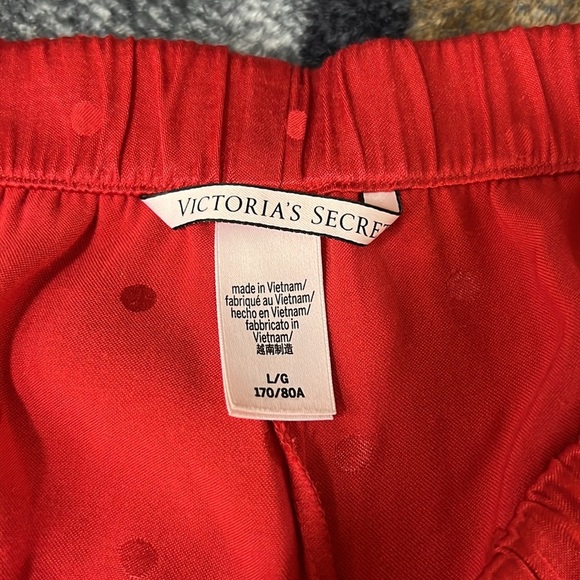 VICTORIA'S SECRE
made in Vietnam/
fabriqué au Vietnam/
hecho en Vietnam/
fabbricato in
Vietnam/
越南制造
L/G
170/80A